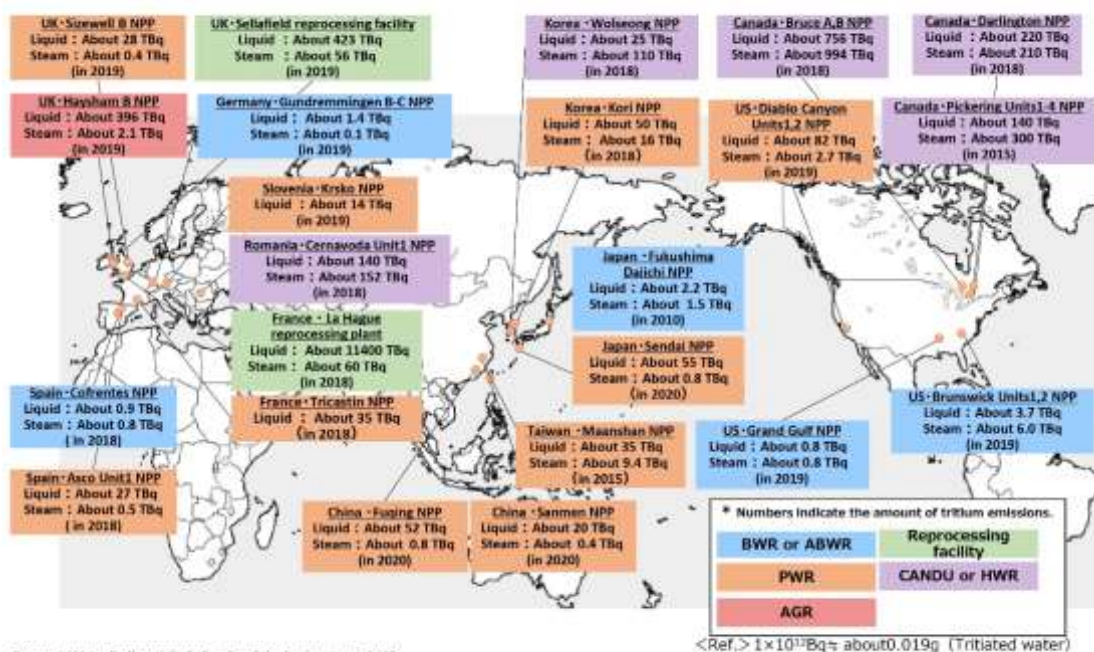 UK・Sizewell B NPP
Liquid：About 28 TBq
Steam：About 0.4 TBq
(in 2019)
UK・Sellafield reprocessing facility
Liquid ：About 423 TBq
Steam ：About 56 TBq
(in 2019)
Korea・Wolseong NPP
Liquid：About 25 TBq
Steam：About 110 TBq
(in 2018)
Canada・Bruce A,B NPP
Liquid：About 756 TBq
Steam：About 994 TBq
(in 2018)
Canada・Darlington NPP
Liquid：About 220 TBq
Steam：About 210 TBq
(in 2018)
UK・Haysham B NPP
Liquid：About 396 TBq
Steam：About 2.1 TBq
(in 2019)
Germany・Gundremmingen B-C NPP
Liquid ：About 1.4 TBq
Steam ：About 0.1 TBq
(in 2019)
Korea・Kori NPP
Liquid：About 50 TBq
Steam：About 16 TBq
(in 2018)
US・Diablo Canyon
Units1,2 NPP
Liquid：About 82 TBq
Steam：About 2.7 TBq
(in 2019)
Canada・Pickering Units1-4 NPP
Liquid：About 140 TBq
Steam：About 300 TBq
(in 2015)
Slovenia・Krsko NPP
Liquid ：About 14 TBq
(in 2019)
Romania・Cernavoda Unit1 NPP
Liquid ：About 140 TBq
Steam：About 152 TBq
(in 2018)
Japan・Fukushima
Daiichi NPP
Liquid：About 2.2 TBq
Steam：About 1.5 TBq
(in 2010)
France・La Hague
reprocessing plant
Liquid： About 11400 TBq
Steam：About 60 TBq
(in 2018)
Japan・Sendai NPP
Liquid：About 55 TBq
Steam：About 0.8 TBq
(in 2020)
Spain・Cofrentes NPP
Liquid：About 0.9 TBq
Steam：About 0.8 TBq
( in 2018)
France・Tricastin NPP
Liquid： About 35 TBq
(in 2018)
Taiwan・Maanshan NPP
Liquid：About 35 TBq
Steam：About 9.4 TBq
(in 2015)
US・Grand Gulf NPP
Liquid：About 0.8 TBq
Steam：About 0.8 TBq
(in 2019)
US・Brunswick Units1,2 NPP
Liquid：About 3.7 TBq
Steam：About 6.0 TBq
(in 2019)
Spain・Asco Unit1 NPP
Liquid：About 27 TBq
Steam：About 0.5 TBq
( in 2018)
China・Fuqing NPP
Liquid：About 52 TBq
Steam：About 0.8 TBq
(in 2020)
China・Sanmen NPP
Liquid：About 20 TBq
Steam：About 0.4 TBq
(in 2020)
* Numbers indicate the amount of tritium emissions.
BWR or ABWR
Reprocessing facility
PWR
CANDU or HWR
AGR
<Ref.> 1×10¹²Bq≒ about0.019g (Tritiated water)